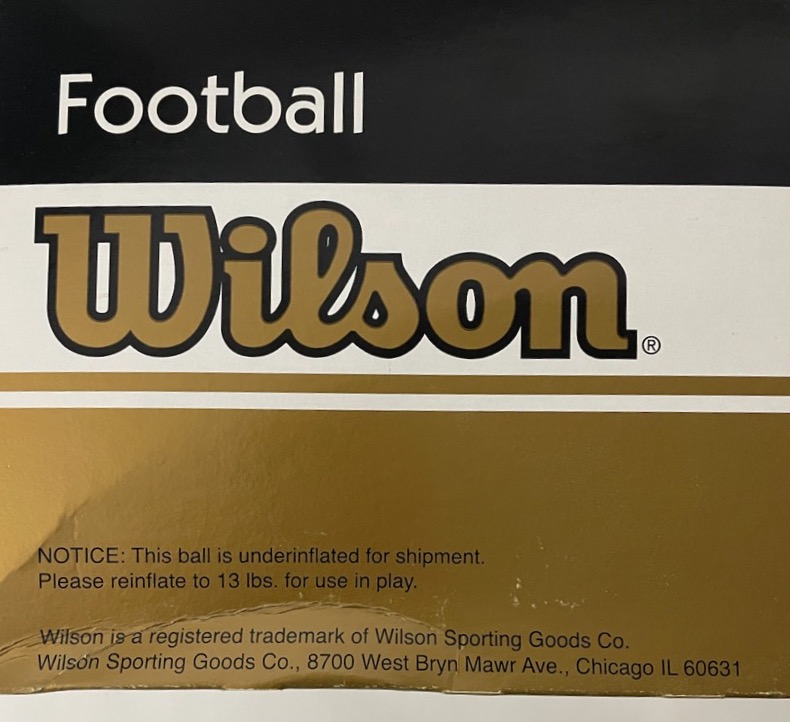 Football
Wilson®
NOTICE: This ball is underinflated for shipment.
Please reinflate to 13 lbs. for use in play.
Wilson is a registered trademark of Wilson Sporting Goods Co.
Wilson Sporting Goods Co., 8700 West Bryn Mawr Ave., Chicago IL 60631